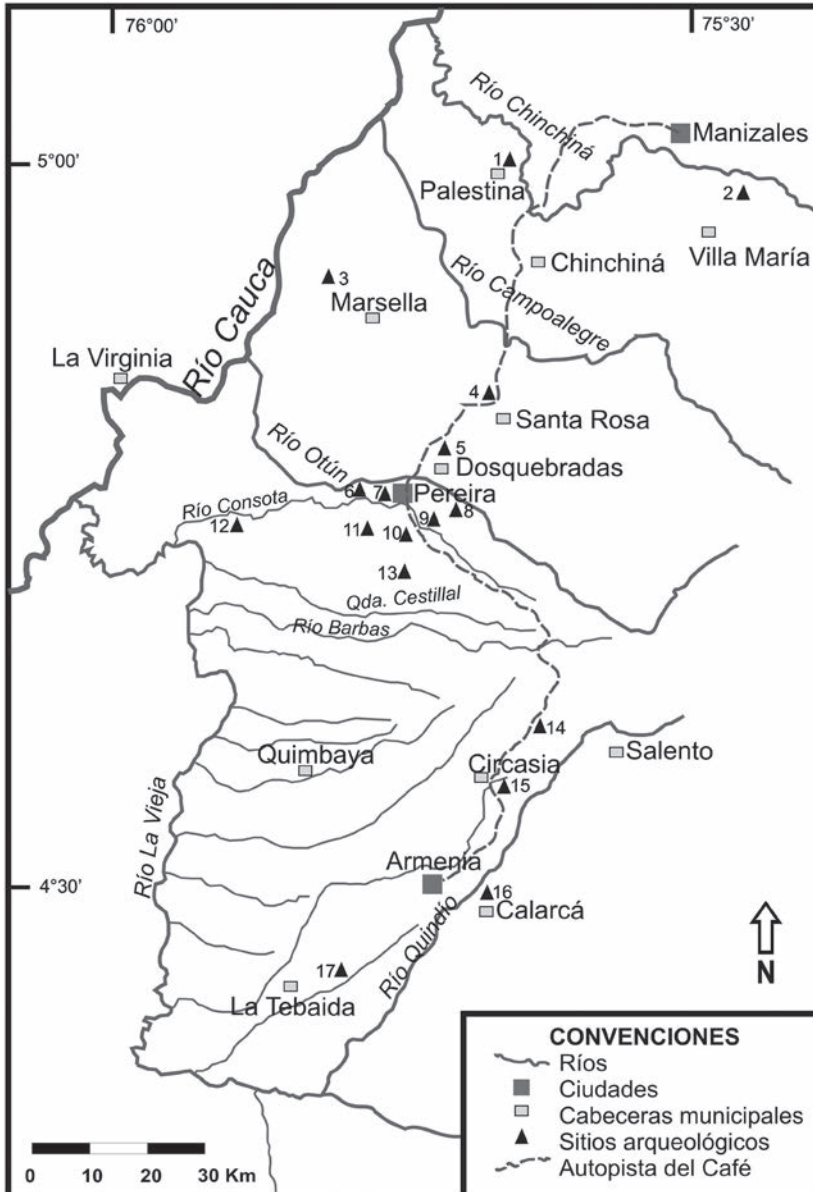 76°00'
75°30'
Río Chinchiná
Manizales
5°00'
1
Palestina
2
Villa María
Chinchiná
3
Marsella
Río Campoalegre
Río Cauca
La Virginia
4
Santa Rosa
5
Dosquebradas
Río Otún
6
7
Pereira
Río Consota
8
9
12
11
10
13
Qda. Cestillal
Río Barbas
14
Salento
Quimbaya
Circasia
15
Río La Vieja
Armenia
4°30'
16
Calarcá
Río Quindío
17
La Tebaida
N
CONVENCIONES
Ríos
Ciudades
Cabeceras municipales
Sitios arqueológicos
Autopista del Café
0 10 20 30 Km